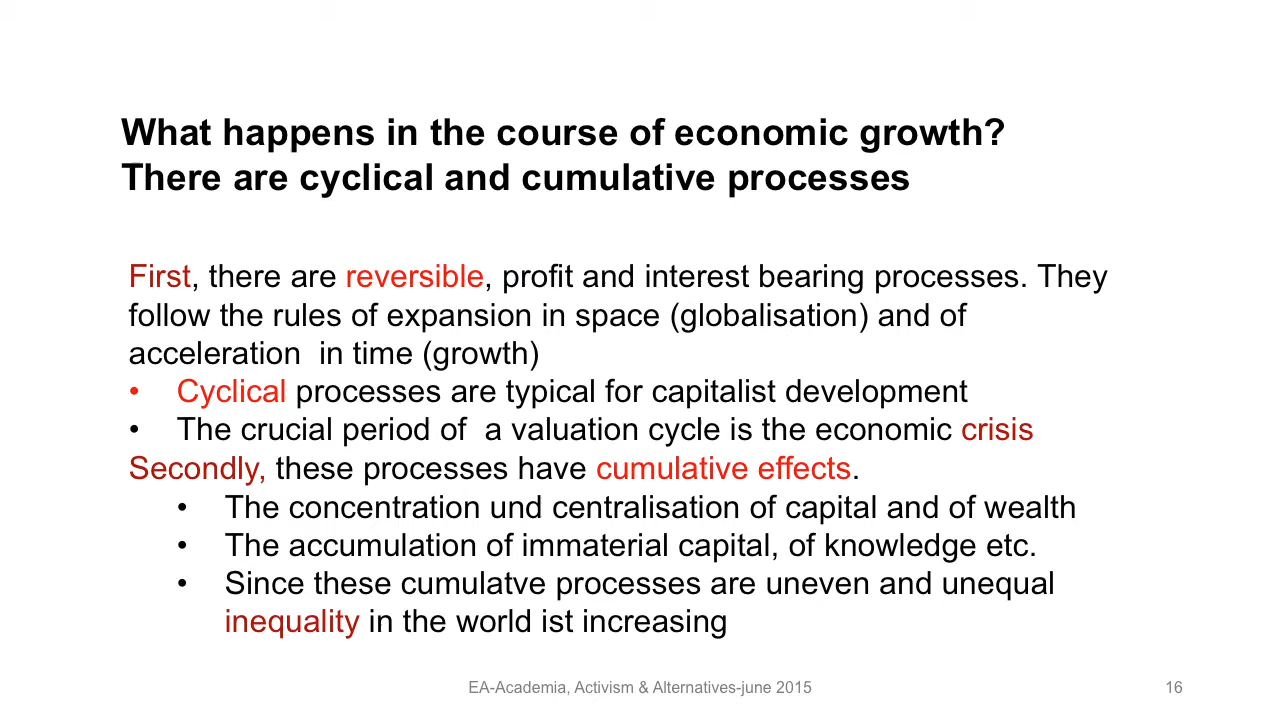 What happens in the course of economic growth?
There are cyclical and cumulative processes
First, there are reversible, profit and interest bearing processes. They
follow the rules of expansion in space (globalisation) and of
acceleration  in time (growth)
• Cyclical processes are typical for capitalist development
• The crucial period of  a valuation cycle is the economic crisis
Secondly, these processes have cumulative effects.
• The concentration und centralisation of capital and of wealth
• The accumulation of immaterial capital, of knowledge etc.
• Since these cumulatve processes are uneven and unequal
inequality in the world ist increasing
EA-Academia, Activism & Alternatives-june 2015
16